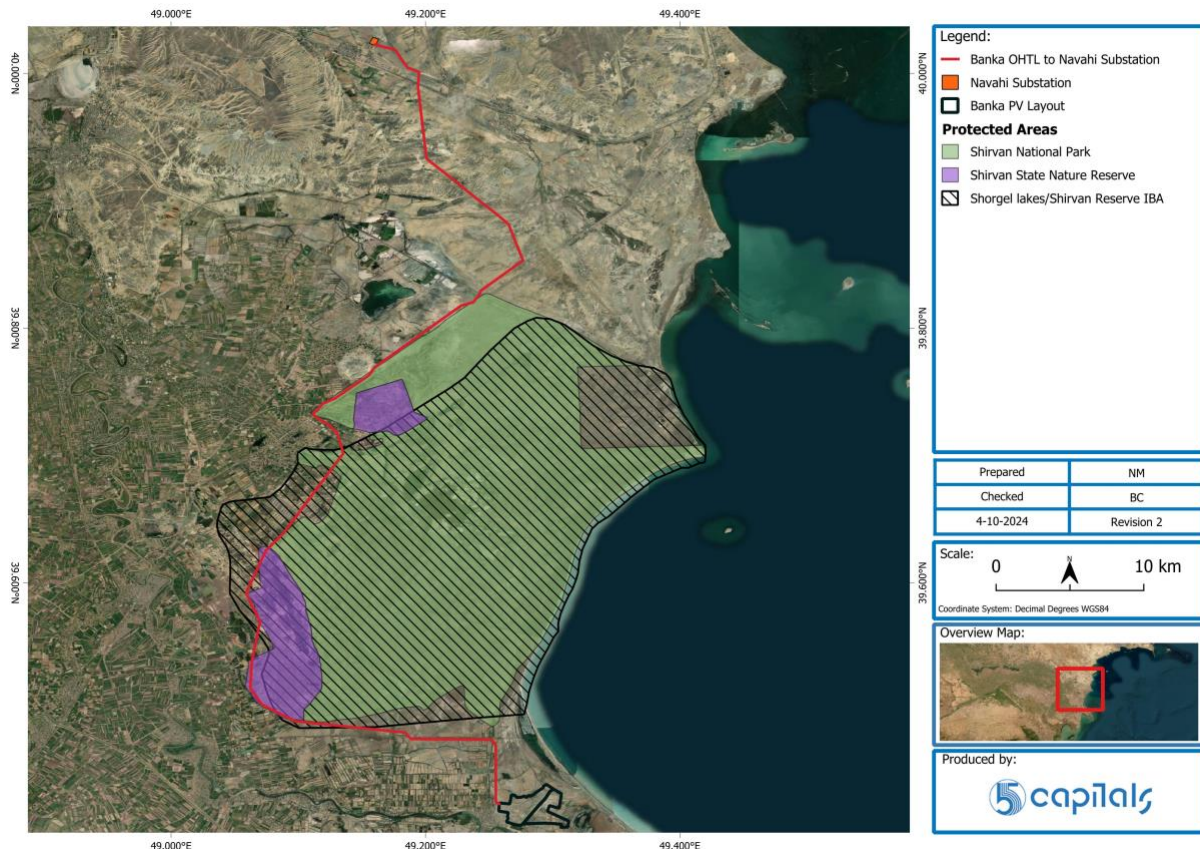 49.000°E
49.200°E
49.400°E
40.000°N
39.800°N
39.600°N
40.000°N
39.800°N
39.600°N
49.000°E
49.200°E
49.400°E
Legend:
Banka OHTL to Navahi Substation
Navahi Substation
Banka PV Layout
Protected Areas
Shirvan National Park
Shirvan State Nature Reserve
Shorgel lakes/Shirvan Reserve IBA
Prepared NM
Checked BC
4-10-2024 Revision 2
Scale:
0 N 10 km
Coordinate System: Decimal Degrees WGS84
Overview Map:
Produced by:
5 capitals